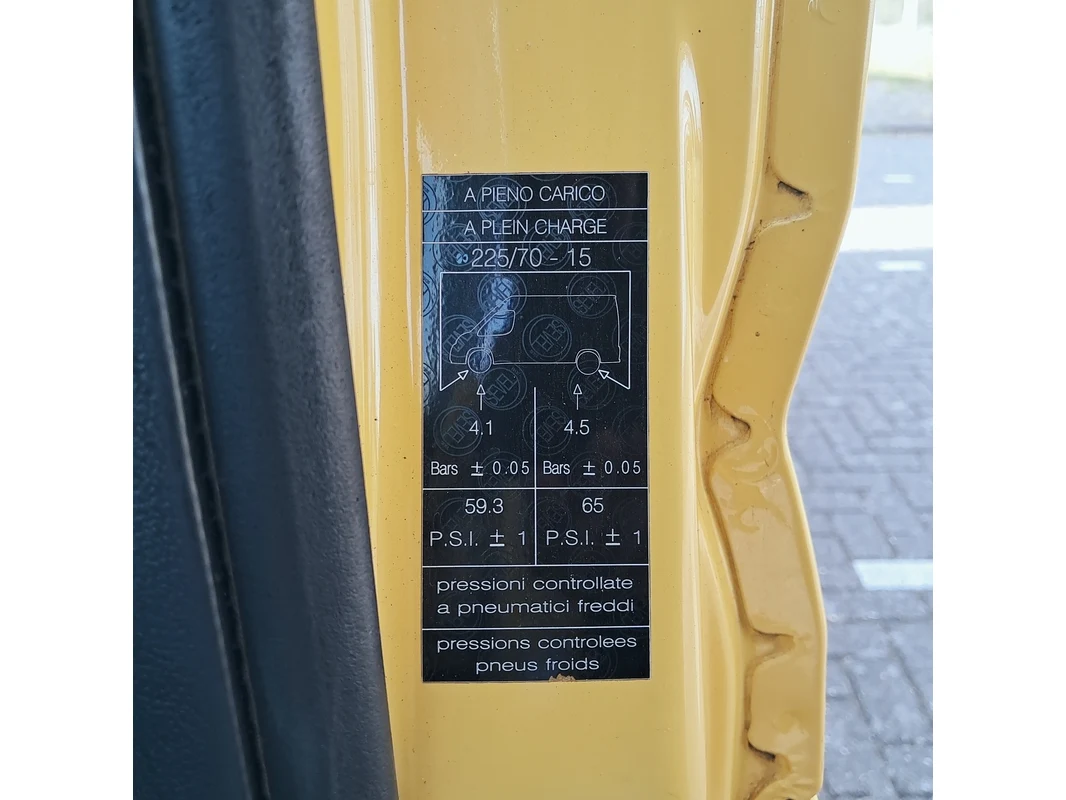 A PIENO CARICO
A PLEIN CHARGE
225/70 - 15
4.1 4.5
Bars ± 0.05 Bars ± 0.05
59.3 65
P.S.I. ± 1 P.S.I. ± 1
pressioni controllate
a pneumatici freddi
pressions controlees
pneus froids